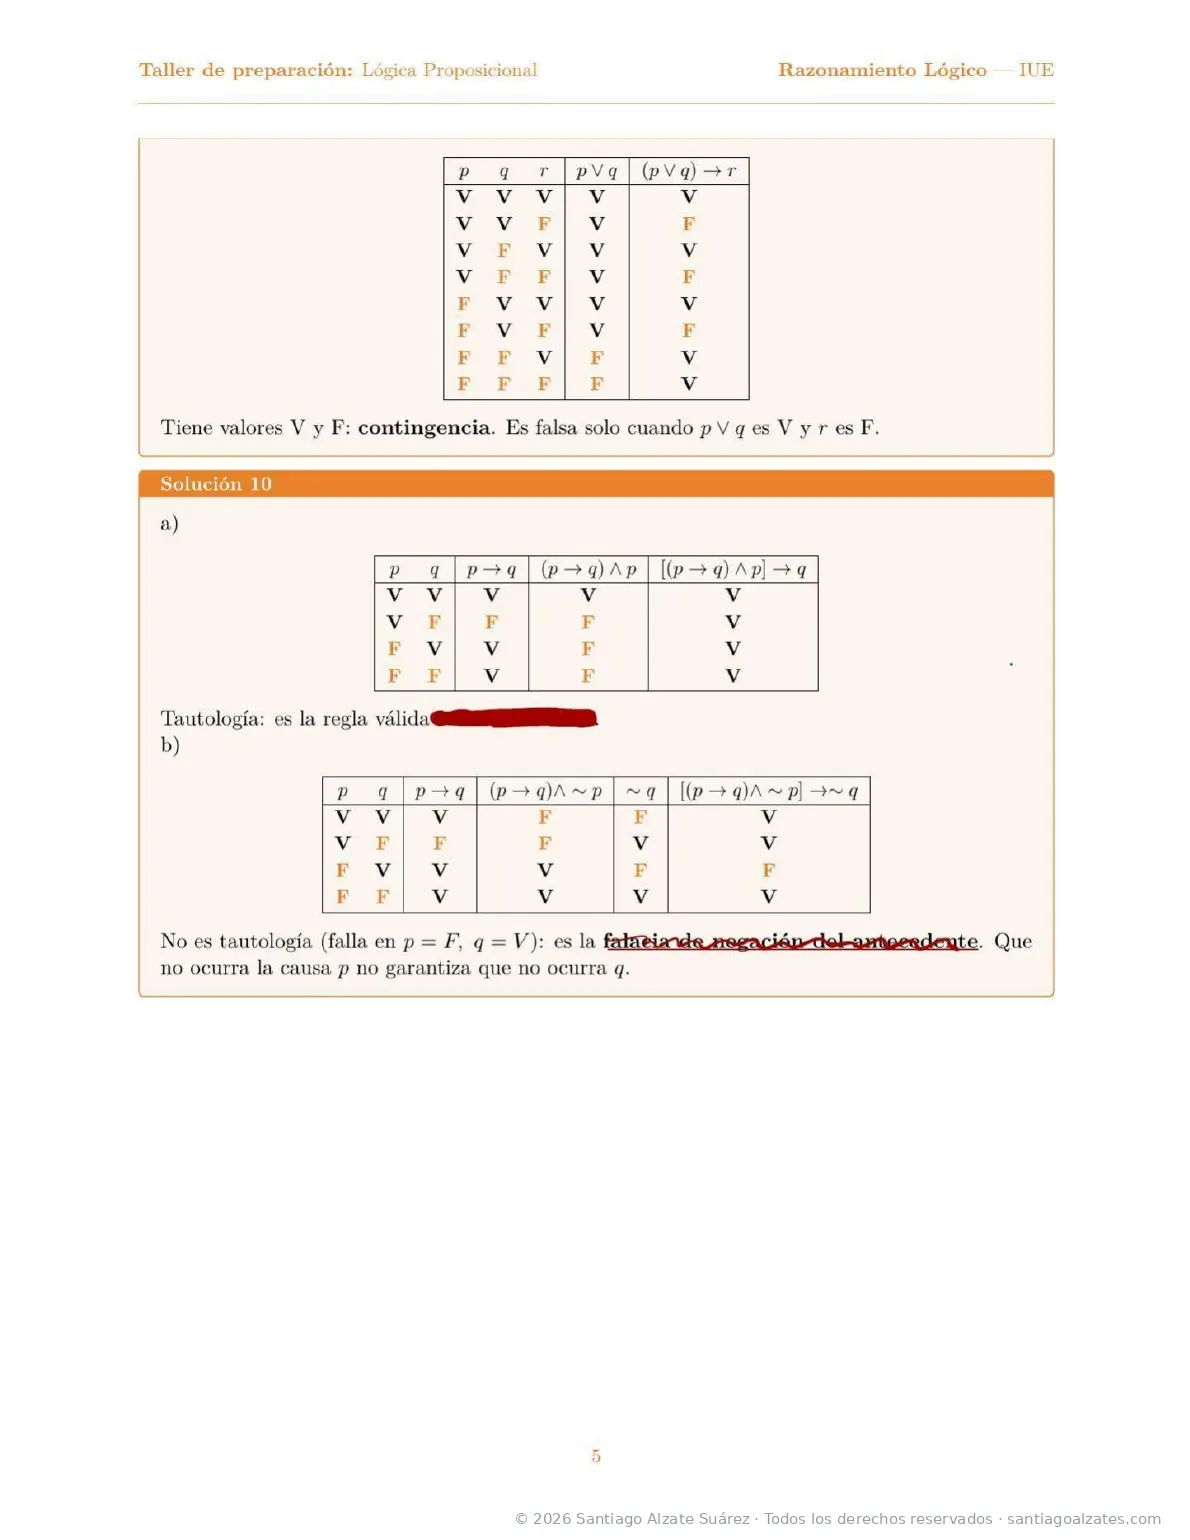 Taller de preparación: Lógica Proposicional Razonamiento Lógico — IUE
p q r p ∨ q (p ∨ q) → r
V V V V V
V V F V F
V F V V V
V F F V F
F V V V V
F V F V F
F F V F V
F F F F V
Tiene valores V y F: contingencia. Es falsa solo cuando p ∨ q es V y r es F.
Solución 10
a)
p q p → q (p → q) ∧ p [(p → q) ∧ p] → q
V V V V V
V F F F V
F V V F V
F F V F V
Tautología: es la regla válida
b)
p q p → q (p → q)∧ ∼ p ∼ q [(p → q)∧ ∼ p] →∼ q
V V V F F V
V F F F V V
F V V V F F
F F V V V V
No es tautología (falla en p = F, q = V): es la falacia de negación del antecedente. Que
no ocurra la causa p no garantiza que no ocurra q.
5
© 2026 Santiago Alzate Suárez · Todos los derechos reservados · santiagoalzates.com